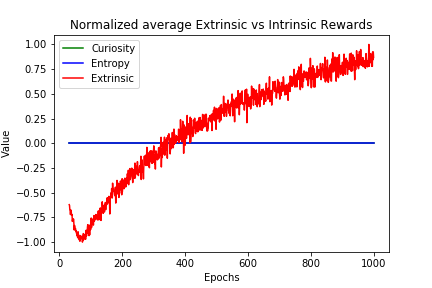 Normalized average Extrinsic vs Intrinsic Rewards
Curiosity
Entropy
Extrinsic
1.00
0.75
0.50
0.25
0.00
−0.25
−0.50
−0.75
−1.00
Value
0 200 400 600 800 1000
Epochs